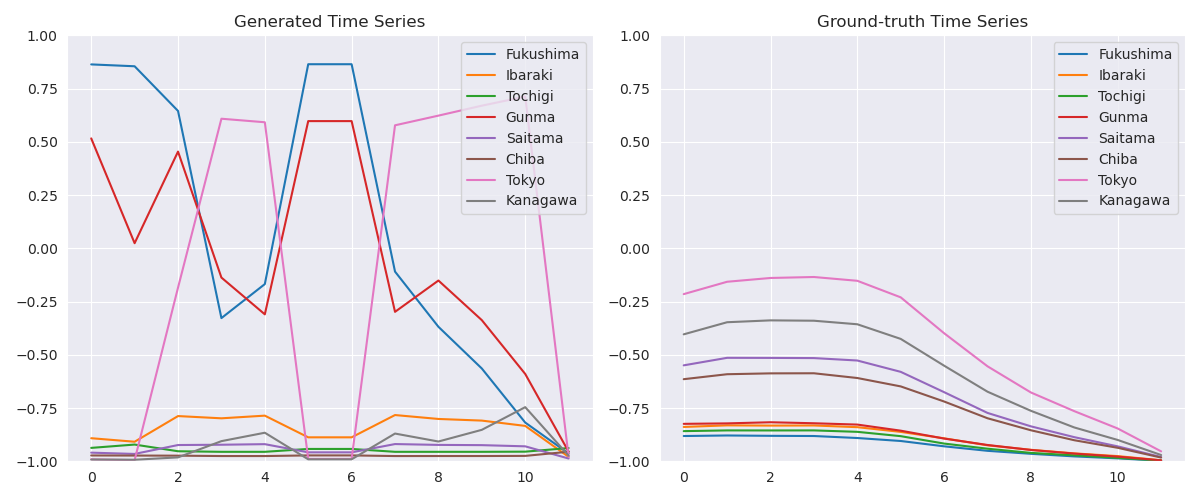 Generated Time Series
1.00
0.75
0.50
0.25
0.00
−0.25
−0.50
−0.75
−1.00
0
2
4
6
8
10
Fukushima
Ibaraki
Tochigi
Gunma
Saitama
Chiba
Tokyo
Kanagawa
Ground-truth Time Series
1.00
0.75
0.50
0.25
0.00
−0.25
−0.50
−0.75
−1.00
0
2
4
6
8
10
Fukushima
Ibaraki
Tochigi
Gunma
Saitama
Chiba
Tokyo
Kanagawa